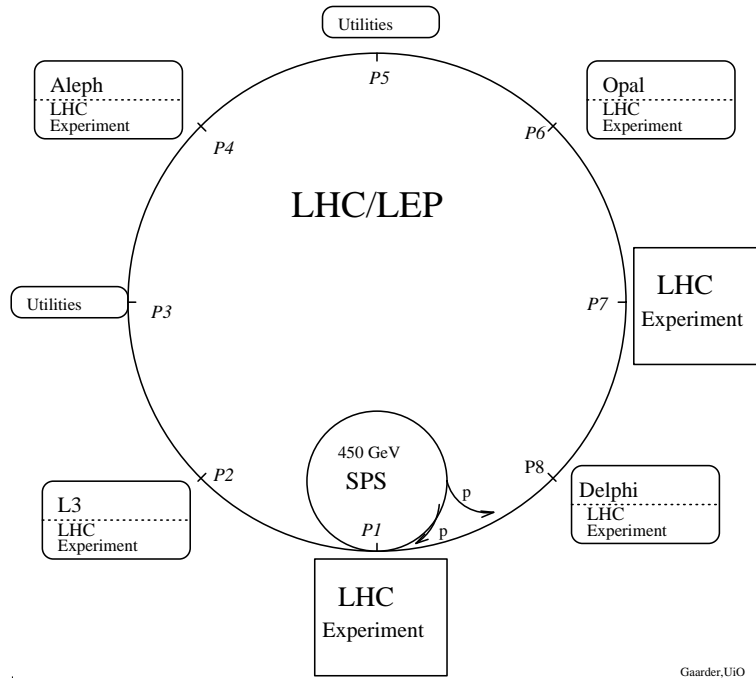 Utilities
P5
Aleph
LHC
Experiment
P4
Opal
LHC
Experiment
P6
LHC/LEP
Utilities
P3
P7
LHC
Experiment
450 GeV
SPS
P1
p
p
P2
L3
LHC
Experiment
P8
Delphi
LHC
Experiment
LHC
Experiment
Gaarder,UiO